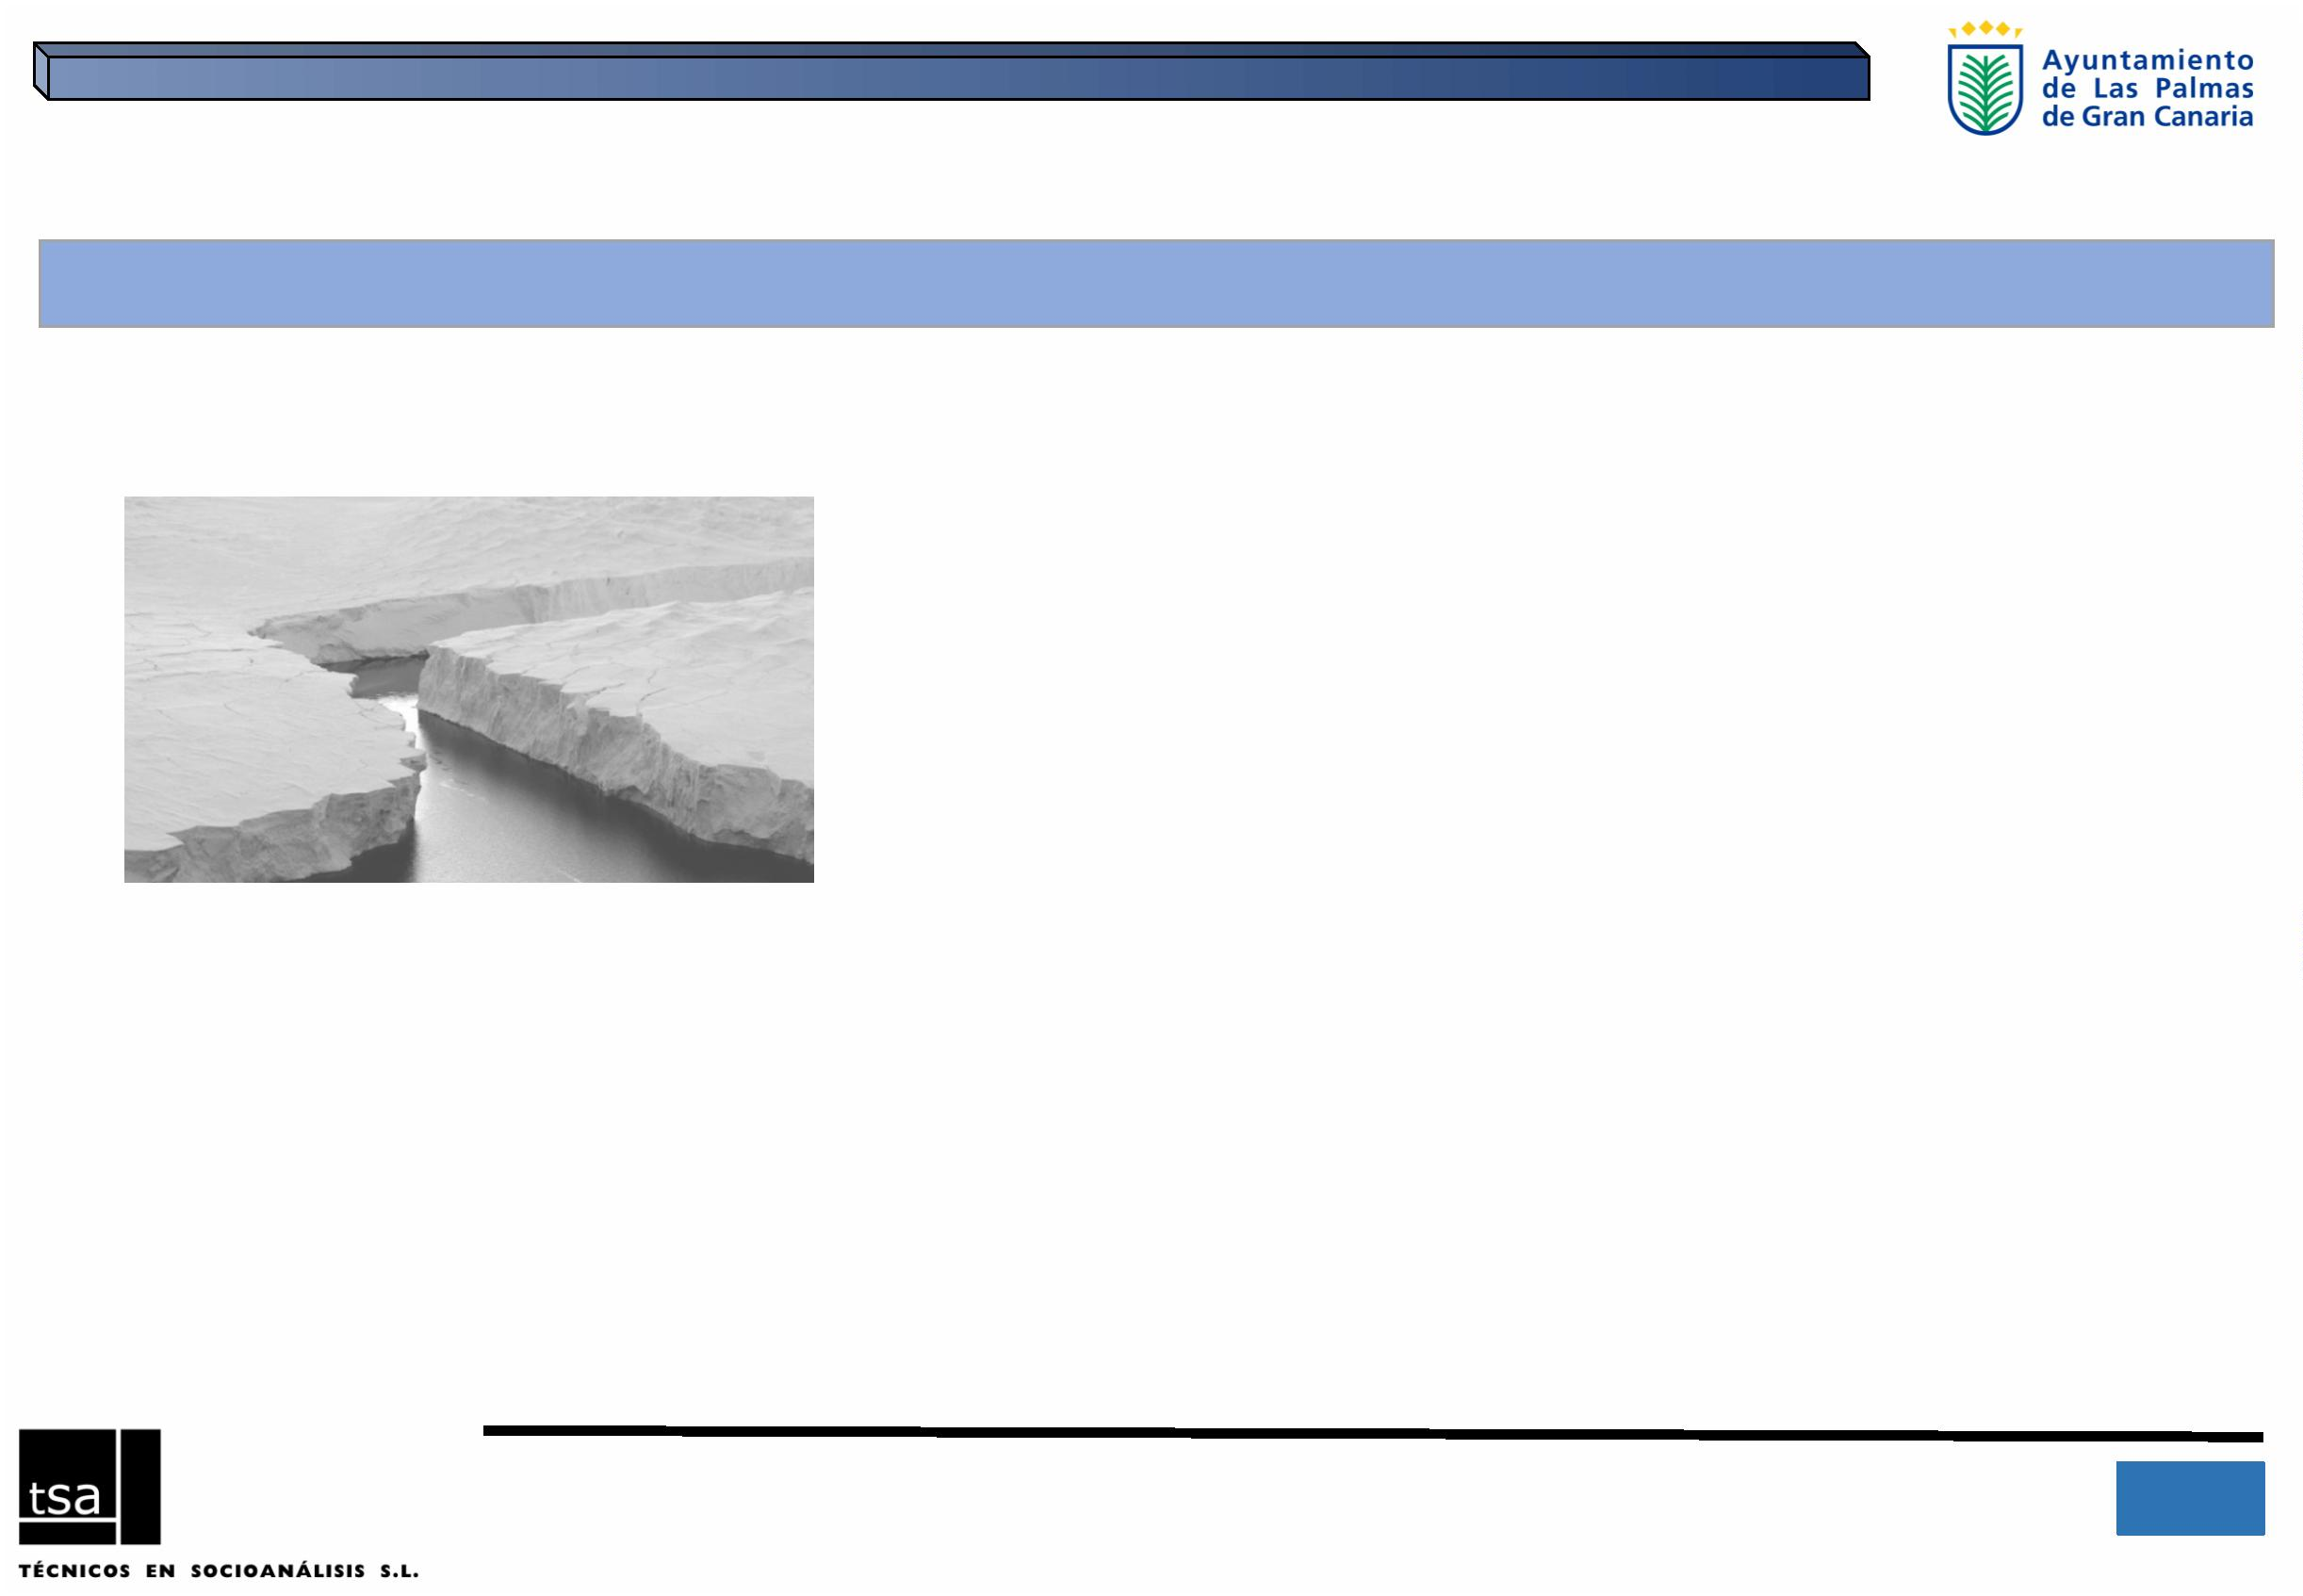 Ayuntamiento
de Las Palmas
de Gran Canaria
tsa
TÉCNICOS EN SOCIOANÁLISIS S.L.